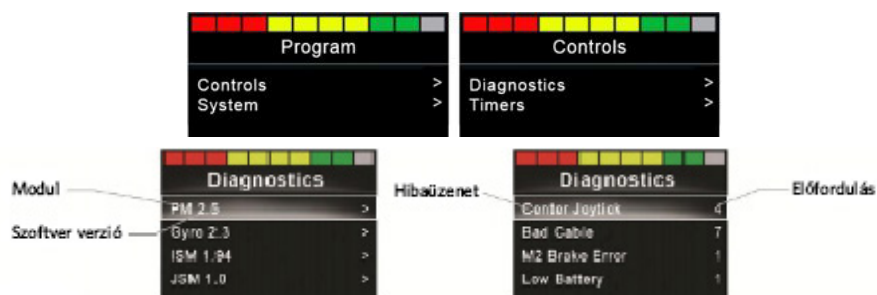 Program
Controls >
System >
Controls
Diagnostics >
Timers >
Modul
Szoftver verzió
Diagnostics
PM 2.5 >
Gyro 2.3 >
ISM 1.94 >
JSM 1.0 >
Hibaüzenet
Előfordulás
Diagnostics
Center Joytick 4
Bad Cable 7
M2 Brake Error 1
Low Battery 1